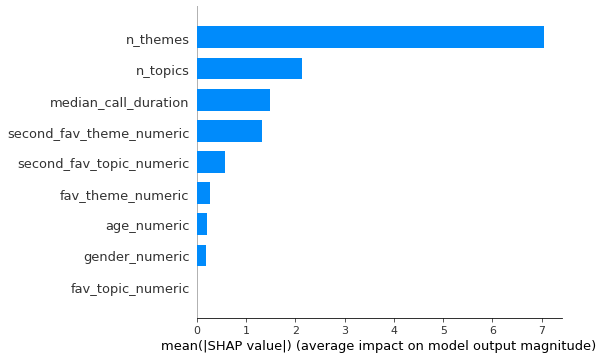 n_themes
n_topics
median_call_duration
second_fav_theme_numeric
second_fav_topic_numeric
fav_theme_numeric
age_numeric
gender_numeric
fav_topic_numeric
0 1 2 3 4 5 6 7
mean(|SHAP value|) (average impact on model output magnitude)